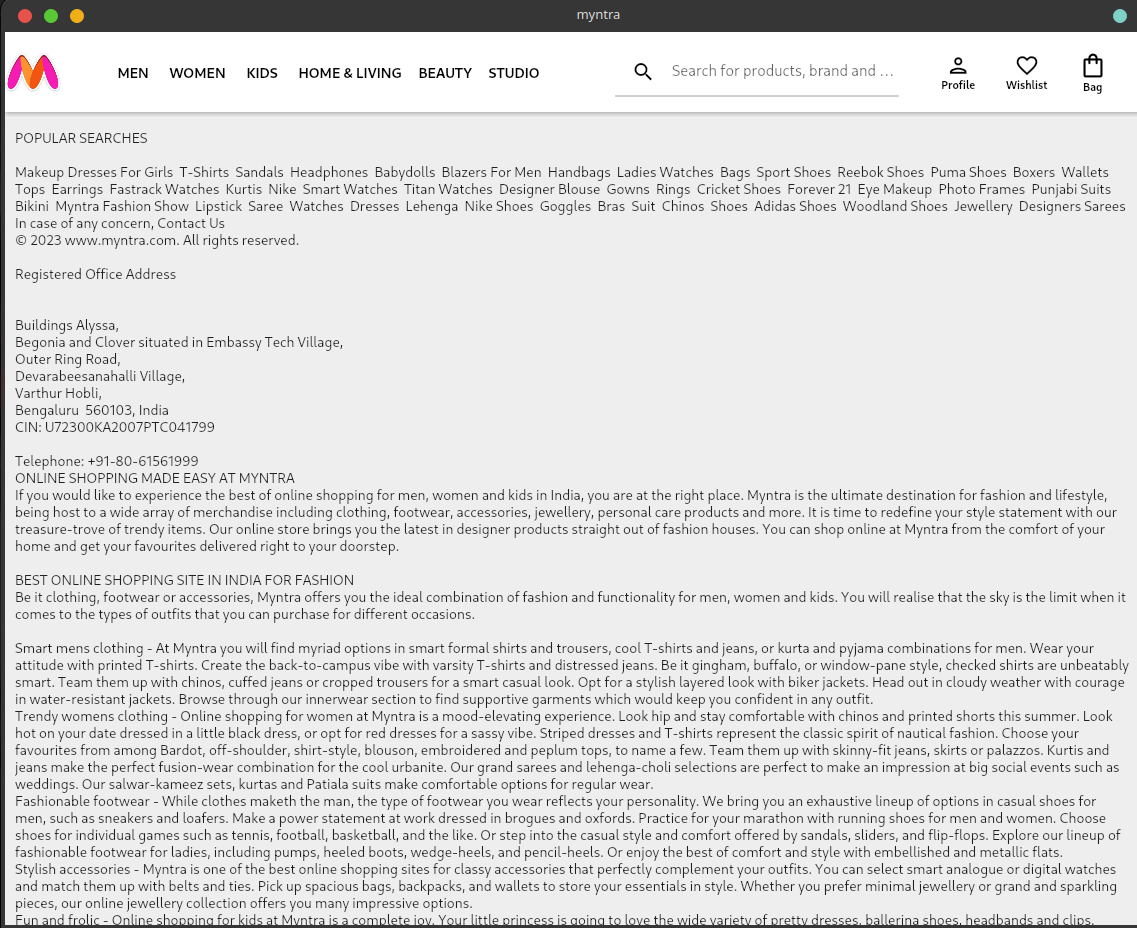 myntra
MEN WOMEN KIDS HOME & LIVING BEAUTY STUDIO
Search for products, brand and ...
Profile Wishlist Bag
POPULAR SEARCHES
Makeup Dresses For Girls T-Shirts Sandals Headphones Babydolls Blazers For Men Handbags Ladies Watches Bags Sport Shoes Reebok Shoes Puma Shoes Boxers Wallets
Tops Earrings Fastrack Watches Kurtis Nike Smart Watches Titan Watches Designer Blouse Gowns Rings Cricket Shoes Forever 21 Eye Makeup Photo Frames Punjabi Suits
Bikini Myntra Fashion Show Lipstick Saree Watches Dresses Lehenga Nike Shoes Goggles Bras Suit Chinos Shoes Adidas Shoes Woodland Shoes Jewellery Designers Sarees
In case of any concern, Contact Us
© 2023 www.myntra.com. All rights reserved.
Registered Office Address
Buildings Alyssa,
Begonia and Clover situated in Embassy Tech Village,
Outer Ring Road,
Devarabeesanahalli Village,
Varthur Hobli,
Bengaluru 560103, India
CIN: U72300KA2007PTC041799
Telephone: +91-80-61561999
ONLINE SHOPPING MADE EASY AT MYNTRA
If you would like to experience the best of online shopping for men, women and kids in India, you are at the right place. Myntra is the ultimate destination for fashion and lifestyle,
being host to a wide array of merchandise including clothing, footwear, accessories, jewellery, personal care products and more. It is time to redefine your style statement with our
treasure-trove of trendy items. Our online store brings you the latest in designer products straight out of fashion houses. You can shop online at Myntra from the comfort of your
home and get your favourites delivered right to your doorstep.
BEST ONLINE SHOPPING SITE IN INDIA FOR FASHION
Be it clothing, footwear or accessories, Myntra offers you the ideal combination of fashion and functionality for men, women and kids. You will realise that the sky is the limit when it
comes to the types of outfits that you can purchase for different occasions.
Smart mens clothing - At Myntra you will find myriad options in smart formal shirts and trousers, cool T-shirts and jeans, or kurta and pyjama combinations for men. Wear your
attitude with printed T-shirts. Create the back-to-campus vibe with varsity T-shirts and distressed jeans. Be it gingham, buffalo, or window-pane style, checked shirts are unbeatably
smart. Team them up with chinos, cuffed jeans or cropped trousers for a smart casual look. Opt for a stylish layered look with biker jackets. Head out in cloudy weather with courage
in water-resistant jackets. Browse through our innerwear section to find supportive garments which would keep you confident in any outfit.
Trendy womens clothing - Online shopping for women at Myntra is a mood-elevating experience. Look hip and stay comfortable with chinos and printed shorts this summer. Look
hot on your date dressed in a little black dress, or opt for red dresses for a sassy vibe. Striped dresses and T-shirts represent the classic spirit of nautical fashion. Choose your
favourites from among Bardot, off-shoulder, shirt-style, blouson, embroidered and peplum tops, to name a few. Team them up with skinny-fit jeans, skirts or palazzos. Kurtis and
jeans make the perfect fusion-wear combination for the cool urbanite. Our grand sarees and lehenga-choli selections are perfect to make an impression at big social events such as
weddings. Our salwar-kameez sets, kurtas and Patiala suits make comfortable options for regular wear.
Fashionable footwear - While clothes maketh the man, the type of footwear you wear reflects your personality. We bring you an exhaustive lineup of options in casual shoes for
men, such as sneakers and loafers. Make a power statement at work dressed in brogues and oxfords. Practice for your marathon with running shoes for men and women. Choose
shoes for individual games such as tennis, football, basketball, and the like. Or step into the casual style and comfort offered by sandals, sliders, and flip-flops. Explore our lineup of
fashionable footwear for ladies, including pumps, heeled boots, wedge-heels, and pencil-heels. Or enjoy the best of comfort and style with embellished and metallic flats.
Stylish accessories - Myntra is one of the best online shopping sites for classy accessories that perfectly complement your outfits. You can select smart analogue or digital watches
and match them up with belts and ties. Pick up spacious bags, backpacks, and wallets to store your essentials in style. Whether you prefer minimal jewellery or grand and sparkling
pieces, our online jewellery collection offers you many impressive options.
Fun and frolic - Online shopping for kids at Myntra is a complete joy. Your little princess is going to love the wide variety of pretty dresses, ballerina shoes, headbands and clips.